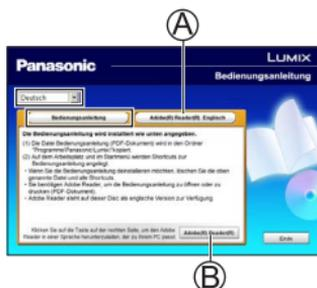 A
LUMIX
Panasonic
Bedienungsanleitung
Deutsch
Bedienungsanleitung
Adobe(R) Reader(R) Englisch
Die Bedienungsanleitung wird installiert wie unten angegeben.
(1) Die Datei Bedienungsanleitung (PDF-Dokument) wird in den Ordner
"Programme\Panasonic\Lumix\" kopiert.
(2) Auf dem Arbeitsplatz und im Startmenü werden Shortcuts zur
Bedienungsanleitung angelegt.
• Wenn Sie die Bedienungsanleitung deinstallieren möchten, löschen Sie die oben
genannte Datei und alle Shortcuts.
• Sie benötigen Adobe Reader, um die Bedienungsanleitung zu öffnen oder zu
drucken (PDF-Dokument).
• Adobe Reader steht auf dieser Disc als englische Version zur Verfügung.
Klicken Sie auf die Taste auf der rechten Seite, um den Adobe
Reader in einer Sprache herunterzuladen, der zu Ihrem PC passt.
Adobe(R) Reader(R)
Ende
B